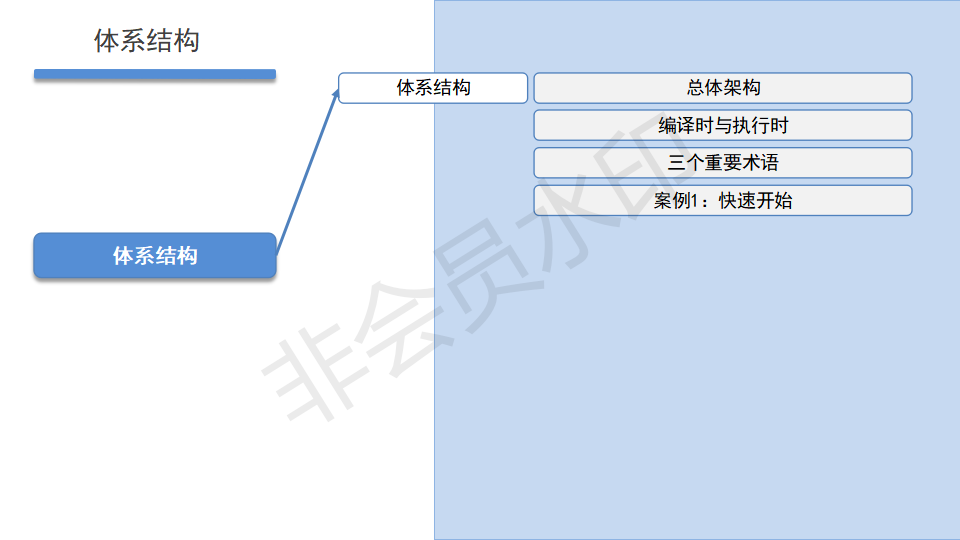 体系结构
体系结构
体系结构
总体架构
编译时与执行时
三个重要术语
案例1：快速开始
非会员水印